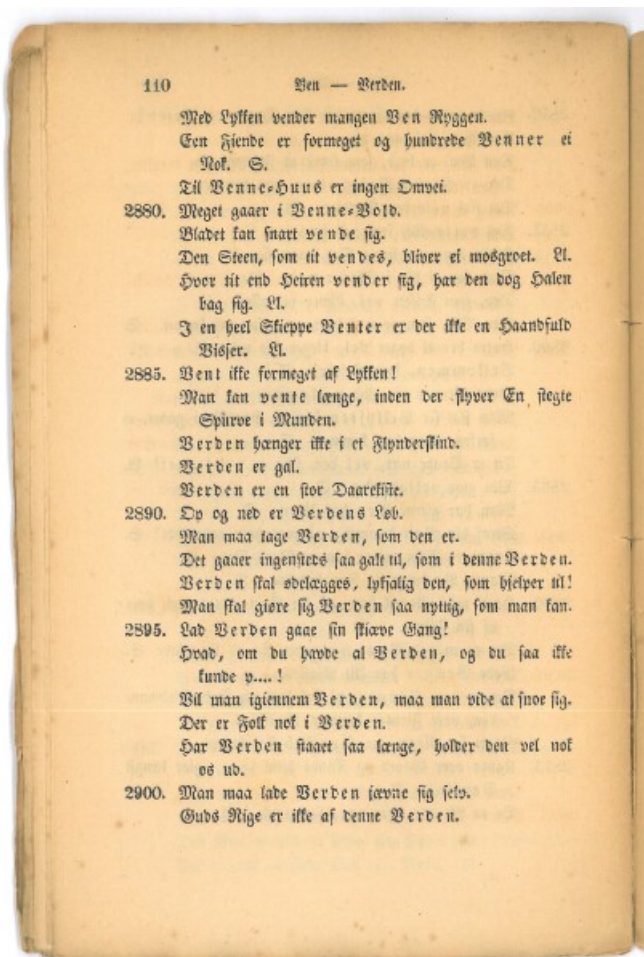 110 Ven — Verden.
Med Lykken vender mangen Ven Ryggen.
Een Fiende er formeget og hundrede Venner ei
Nok. S.
Til Venne-Huus er ingen Omvei.
2880. Meget gaaer i Venne-Vold.
Bladet kan snart vende sig.
Den Steen, som tit vendes, bliver ei mosgroet. Ll.
Hvor tit end Heiren vender sig, har den dog Halen
bag sig. Ll.
I en heel Skieppe Venter er der ikke en Haandfuld
Visser. Ll.
2885. Vent ikke formeget af Lykken!
Man kan vente længe, inden der flyver En stegte
Spurve i Munden.
Verden hænger ikke i et Flynderskind.
Verden er gal.
Verden er en stor Daarekiste.
2890. Op og ned er Verdens Løb.
Man maa tage Verden, som den er.
Det gaaer ingensteds saa galt til, som i denne Verden.
Verden skal ødelægges, lyksalig den, som hjelper til!
Man skal giøre sig Verden saa nyttig, som man kan.
2895. Lad Verden gaae sin skiæve Gang!
Hvad, om du havde al Verden, og du saa ikke
kunde p....!
Vil man igiennem Verden, maa man vide at snoe sig.
Der er Folk nok i Verden.
Har Verden staaet saa længe, holder den vel nok
os ud.
2900. Man maa lade Verden jævne sig selv.
Guds Rige er ikke af denne Verden.